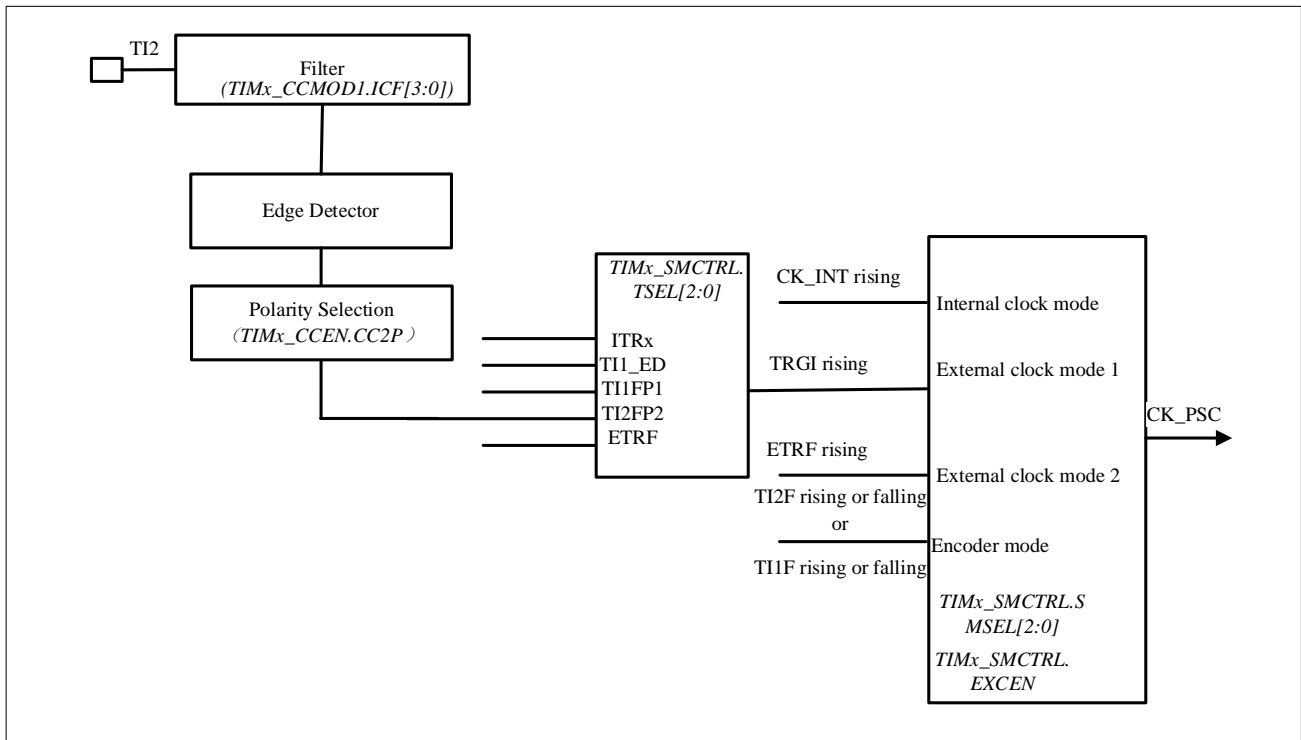 TI2
Filter
(TIMx_CCMOD1.ICF[3:0])
Edge Detector
Polarity Selection
（TIMx_CCEN.CC2P）
TIMx_SMCTRL.
TSEL[2:0]
ITRx
TI1_ED
TI1FP1
TI2FP2
ETRF
CK_INT rising
TRGI rising
ETRF rising
TI2F rising or falling
or
TI1F rising or falling
Internal clock mode
External clock mode 1
External clock mode 2
Encoder mode
TIMx_SMCTRL.S
MSEL[2:0]
TIMx_SMCTRL.
EXCEN
CK_PSC